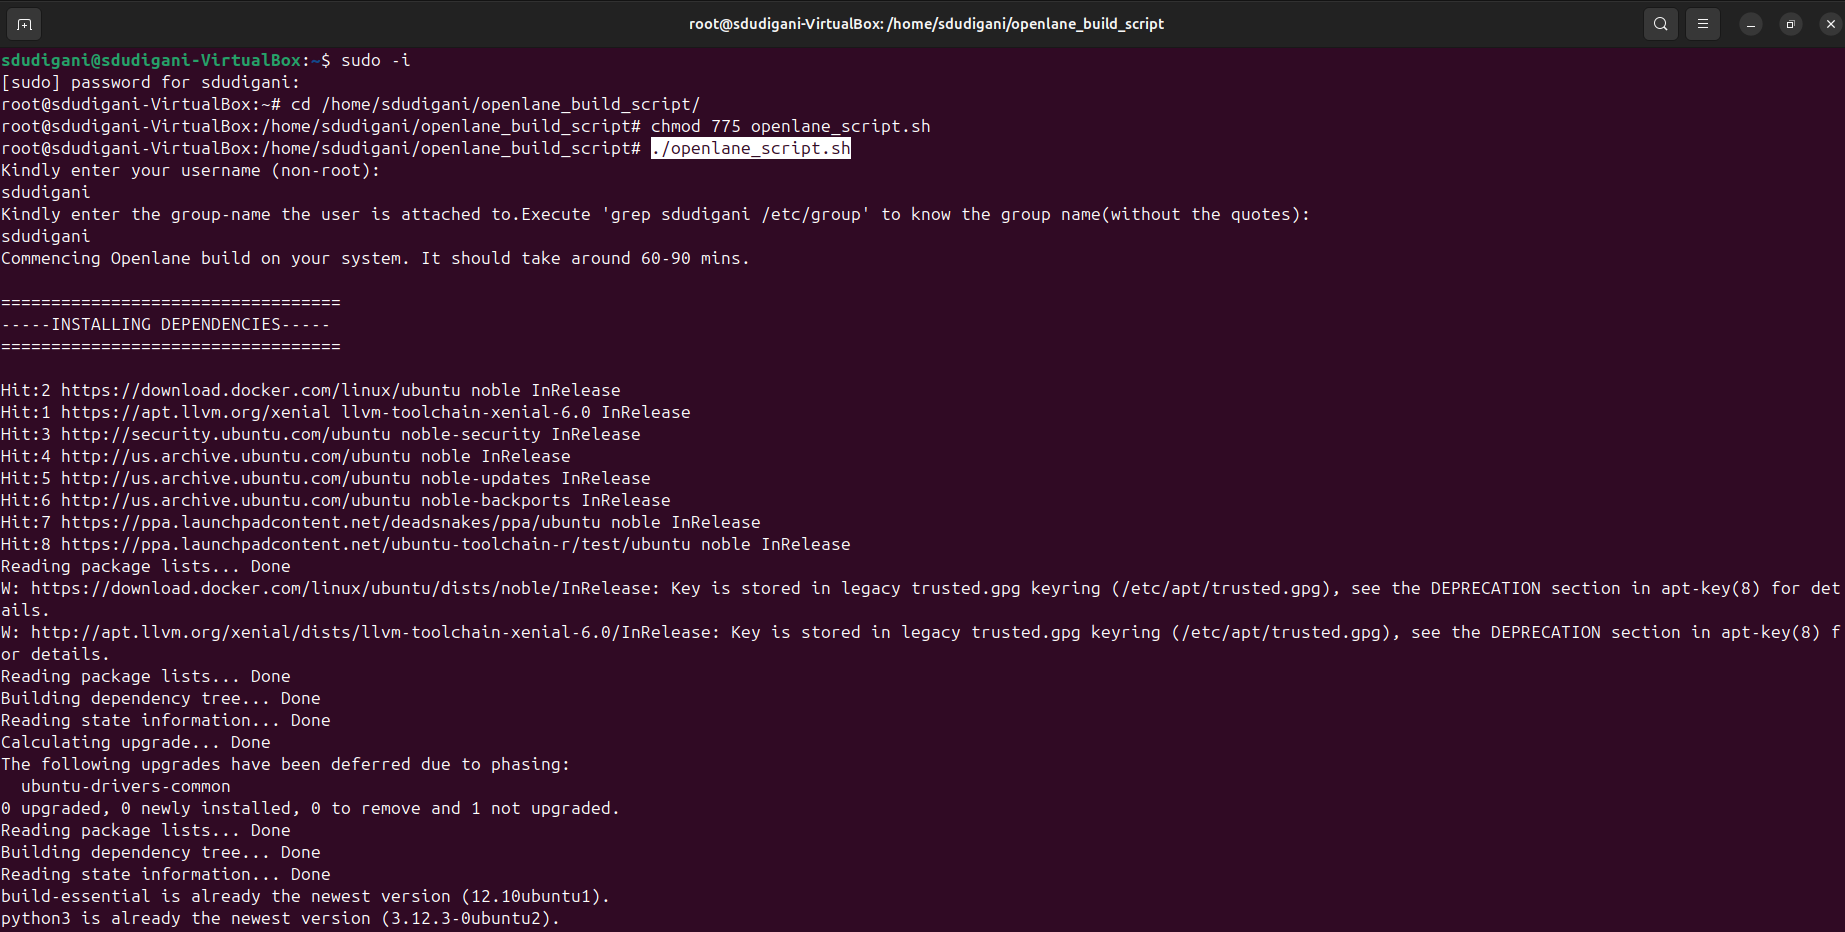 root@sdudigani-VirtualBox: /home/sdudigani/openlane_build_script
sdudigani@sdudigani-VirtualBox:~$ sudo -i
[sudo] password for sdudigani:
root@sdudigani-VirtualBox:~# cd /home/sdudigani/openlane_build_script/
root@sdudigani-VirtualBox:/home/sdudigani/openlane_build_script# chmod 775 openlane_script.sh
root@sdudigani-VirtualBox:/home/sdudigani/openlane_build_script# ./openlane_script.sh
Kindly enter your username (non-root):
sdudigani
Kindly enter the group-name the user is attached to.Execute 'grep sdudigani /etc/group' to know the group name(without the quotes):
sdudigani
Commencing Openlane build on your system. It should take around 60-90 mins.
==================================
-----INSTALLING DEPENDENCIES-----
==================================
Hit:2 https://download.docker.com/linux/ubuntu noble InRelease
Hit:1 https://apt.llvm.org/xenial llvm-toolchain-xenial-6.0 InRelease
Hit:3 http://security.ubuntu.com/ubuntu noble-security InRelease
Hit:4 http://us.archive.ubuntu.com/ubuntu noble InRelease
Hit:5 http://us.archive.ubuntu.com/ubuntu noble-updates InRelease
Hit:6 http://us.archive.ubuntu.com/ubuntu noble-backports InRelease
Hit:7 https://ppa.launchpadcontent.net/deadsnakes/ppa/ubuntu noble InRelease
Hit:8 https://ppa.launchpadcontent.net/ubuntu-toolchain-r/test/ubuntu noble InRelease
Reading package lists... Done
W: https://download.docker.com/linux/ubuntu/dists/noble/InRelease: Key is stored in legacy trusted.gpg keyring (/etc/apt/trusted.gpg), see the DEPRECATION section in apt-key(8) for det
ails.
W: http://apt.llvm.org/xenial/dists/llvm-toolchain-xenial-6.0/InRelease: Key is stored in legacy trusted.gpg keyring (/etc/apt/trusted.gpg), see the DEPRECATION section in apt-key(8) f
or details.
Reading package lists... Done
Building dependency tree... Done
Reading state information... Done
Calculating upgrade... Done
The following upgrades have been deferred due to phasing:
  ubuntu-drivers-common
0 upgraded, 0 newly installed, 0 to remove and 1 not upgraded.
Reading package lists... Done
Building dependency tree... Done
Reading state information... Done
build-essential is already the newest version (12.10ubuntu1).
python3 is already the newest version (3.12.3-0ubuntu2).